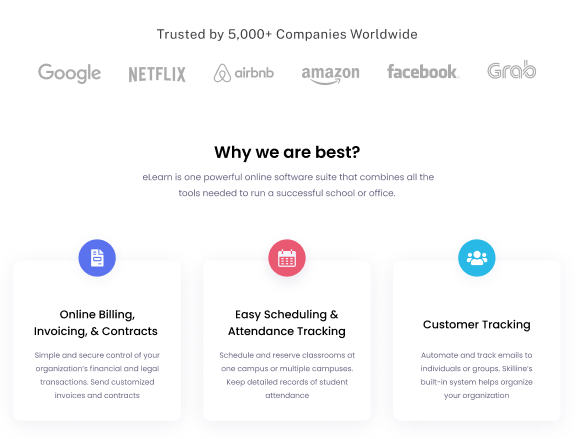 Trusted by 5,000+ Companies Worldwide
Google NETFLIX airbnb amazon facebook Grab
Why we are best?
eLearn is one powerful online software suite that combines all the
tools needed to run a successful school or office.
Online Billing,
Invoicing, & Contracts
Simple and secure control of your
organization's financial and legal
transactions. Send customized
invoices and contracts
Easy Scheduling &
Attendance Tracking
Schedule and reserve classrooms at
one campus or multiple campuses.
Keep detailed records of student
attendance
Customer Tracking
Automate and track emails to
individuals or groups. Skilline's
built-in system helps organize
your organization